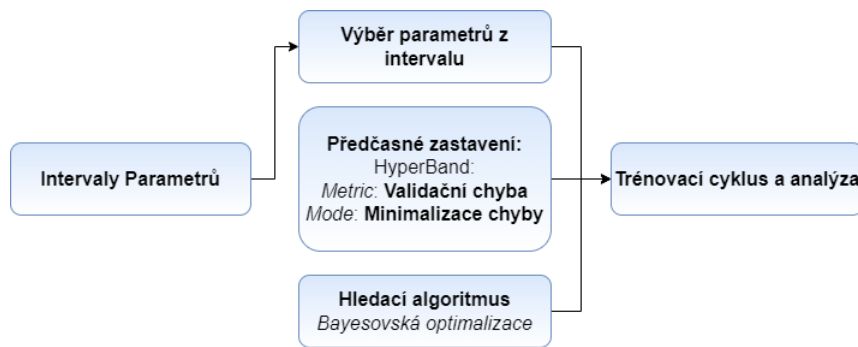 Výběr parametrů z
intervalu
Intervaly Parametrů
Předčasné zastavení:
HyperBand:
Metric: Validační chyba
Mode: Minimalizace chyby
Trénovací cyklus a analýza
Hledací algoritmus
Bayesovská optimalizace